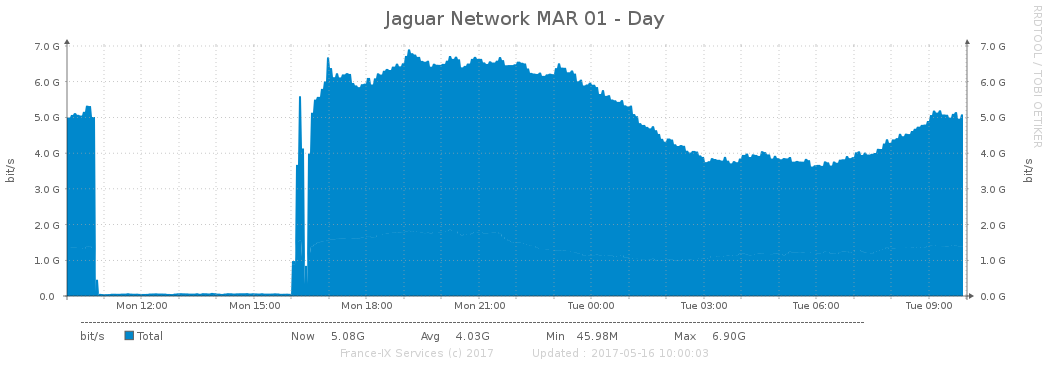 Jaguar Network MAR 01 - Day
RRDTOOL / TOBI OETIKER
7.0 G 7.0 G
6.0 G 6.0 G
5.0 G 5.0 G
4.0 G 4.0 G
3.0 G 3.0 G
2.0 G 2.0 G
1.0 G 1.0 G
0.0 0.0 G
bit/s bit/s
Mon 12:00 Mon 15:00 Mon 18:00 Mon 21:00 Tue 00:00 Tue 03:00 Tue 06:00 Tue 09:00
bit/s Total Now 5.08G Avg 4.03G Min 45.98M Max 6.90G
France-IX Services (c) 2017 Updated : 2017-05-16 10:00:03